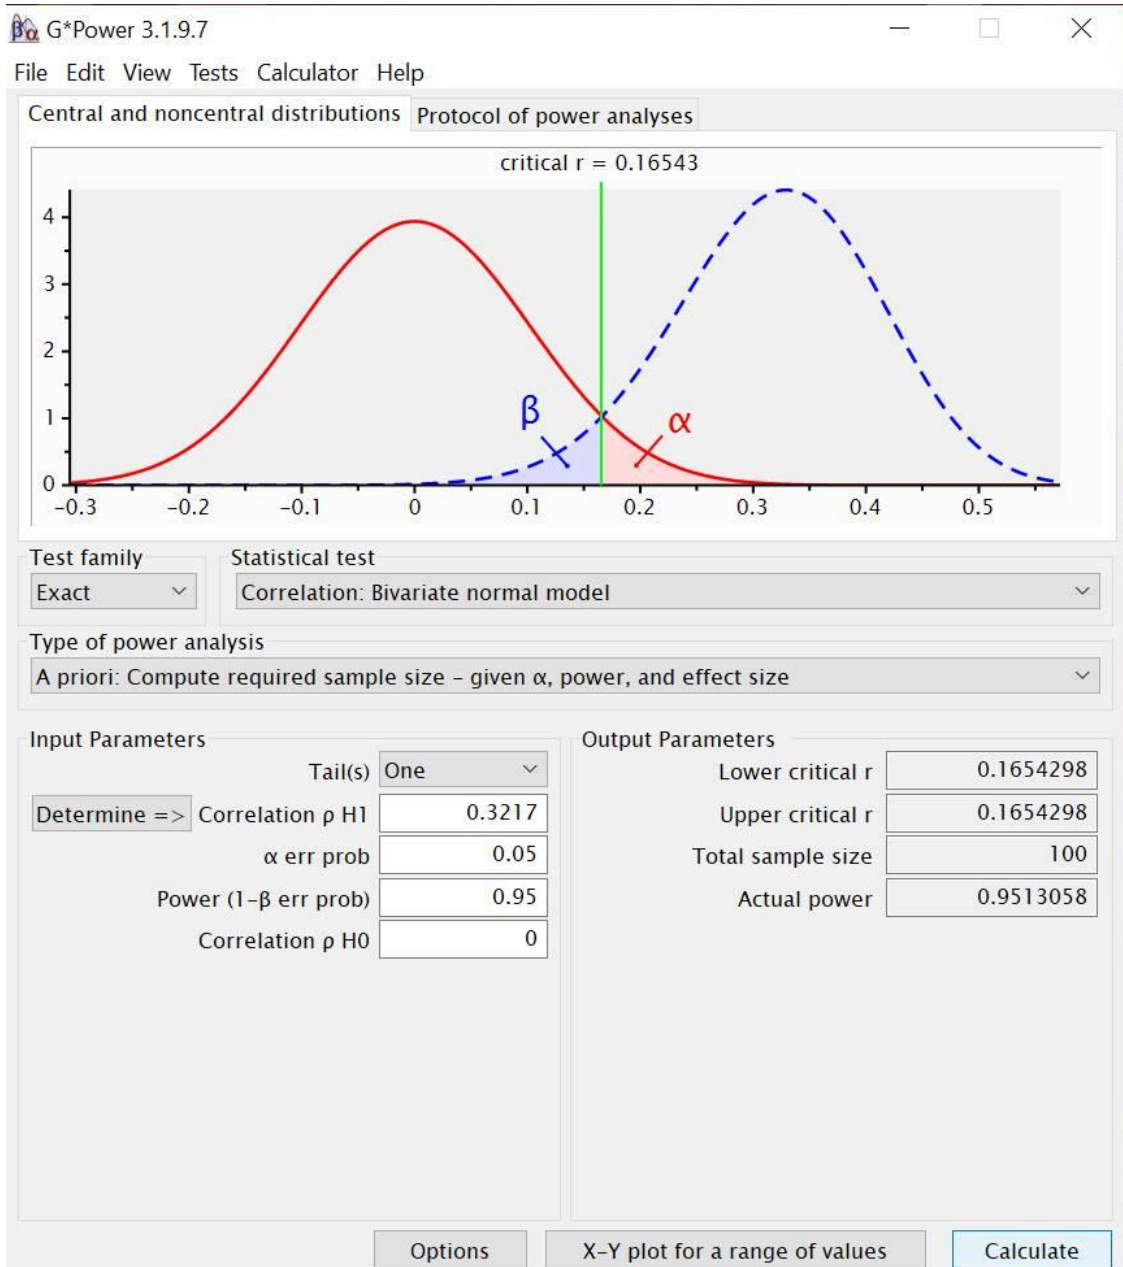 G*Power 3.1.9.7
File Edit View Tests Calculator Help
Central and noncentral distributions Protocol of power analyses
critical r = 0.16543
4
3
2
1
0
β
α
-0.3 -0.2 -0.1 0 0.1 0.2 0.3 0.4 0.5
Test family Statistical test
Exact Correlation: Bivariate normal model
Type of power analysis
A priori: Compute required sample size – given α, power, and effect size
Input Parameters Output Parameters
Tail(s) One Lower critical r 0.1654298
Determine => Correlation ρ H1 0.3217 Upper critical r 0.1654298
α err prob 0.05 Total sample size 100
Power (1-β err prob) 0.95 Actual power 0.9513058
Correlation ρ H0 0
Options X-Y plot for a range of values Calculate